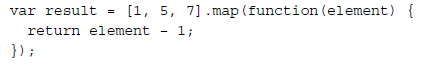 var result = [1, 5, 7].map(function(element) {
  return element - 1;
});